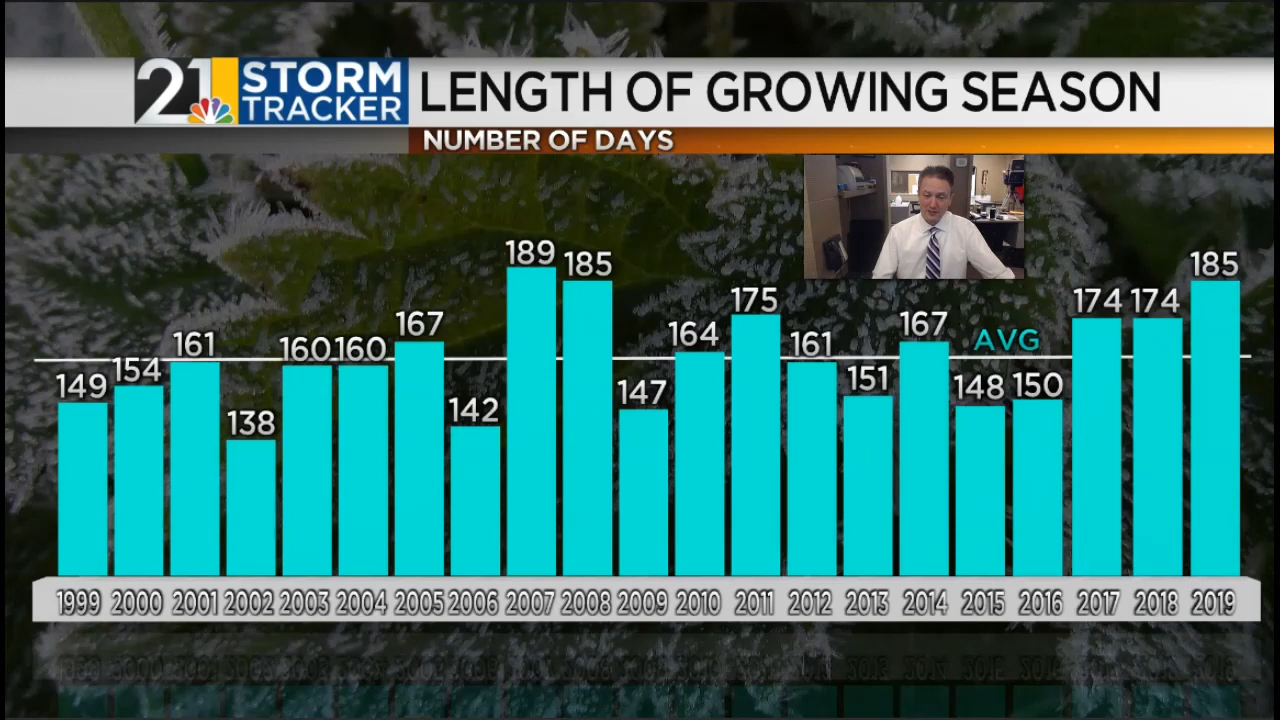 21 STORM TRACKER
LENGTH OF GROWING SEASON
NUMBER OF DAYS
149 154 161 138 160 160 167 142 189 185 147 164 175 161 151 167 148 150 174 174 185
AVG
1999 2000 2001 2002 2003 2004 2005 2006 2007 2008 2009 2010 2011 2012 2013 2014 2015 2016 2017 2018 2019